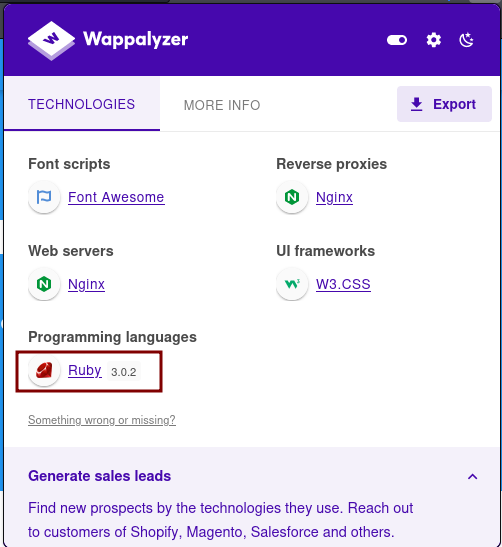 Wappalyzer
TECHNOLOGIES
MORE INFO
Export
Font scripts
Font Awesome
Reverse proxies
Nginx
Web servers
Nginx
UI frameworks
W3.CSS
Programming languages
Ruby 3.0.2
Something wrong or missing?
Generate sales leads
Find new prospects by the technologies they use. Reach out
to customers of Shopify, Magento, Salesforce and others.